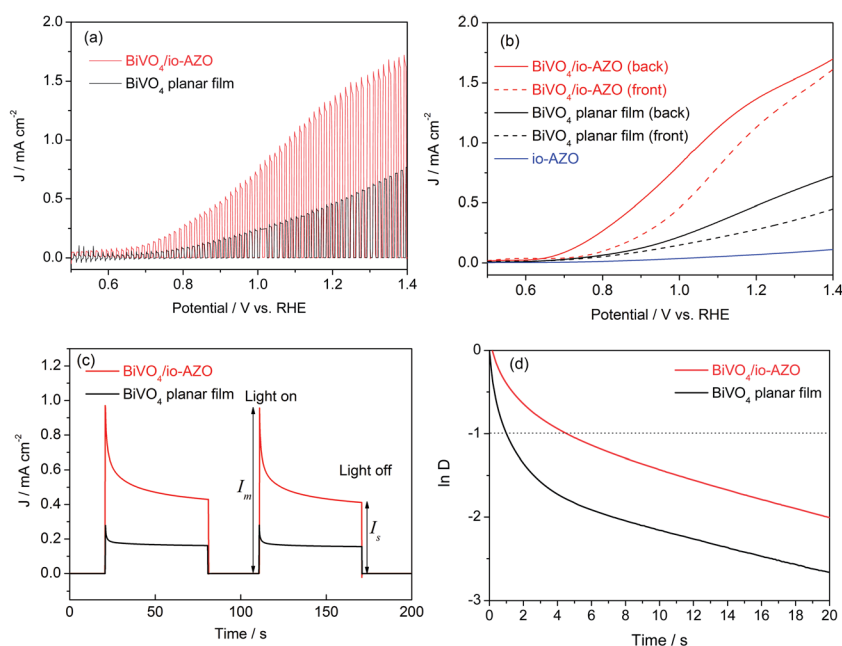 (a)
BiVO₄/io-AZO
BiVO₄ planar film
2.0
1.5
1.0
0.5
0.0
J / mA cm⁻²
0.6 0.8 1.0 1.2 1.4
Potential / V vs. RHE
(b)
BiVO₄/io-AZO (back)
BiVO₄/io-AZO (front)
BiVO₄ planar film (back)
BiVO₄ planar film (front)
io-AZO
2.0
1.5
1.0
0.5
0.0
J / mA cm⁻²
0.6 0.8 1.0 1.2 1.4
Potential / V vs. RHE
(c)
BiVO₄/io-AZO
BiVO₄ planar film
Light on
Light off
Iₘ
Iₛ
1.2
1.0
0.8
0.6
0.4
0.2
0.0
J / mA cm⁻²
0 50 100 150 200
Time / s
(d)
BiVO₄/io-AZO
BiVO₄ planar film
0
-1
-2
-3
ln D
0 2 4 6 8 10 12 14 16 18 20
Time / s